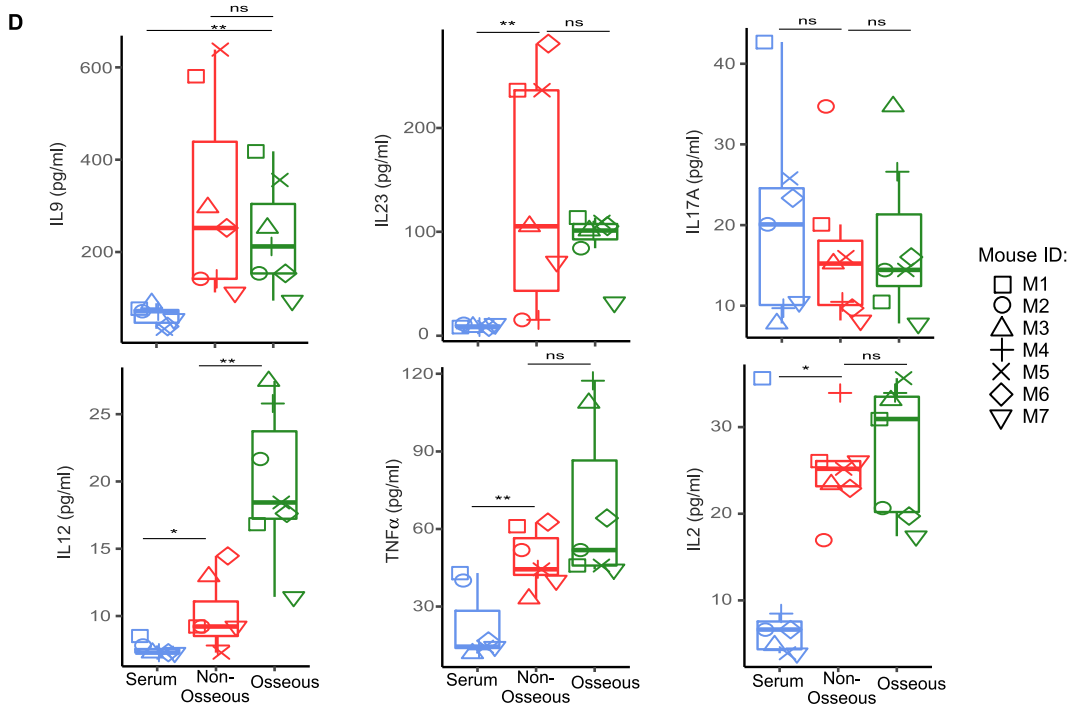 D
ns
**
IL9 (pg/ml)
600
400
200
**
ns
IL23 (pg/ml)
200
100
0
ns
ns
IL17A (pg/ml)
40
30
20
10
Mouse ID:
M1
M2
M3
M4
M5
M6
M7
**
*
IL12 (pg/ml)
25
20
15
10
Serum
Non-
Osseous
Osseous
ns
**
TNFα (pg/ml)
120
90
60
30
Serum
Non-
Osseous
Osseous
ns
*
IL2 (pg/ml)
30
20
10
Serum
Non-
Osseous
Osseous